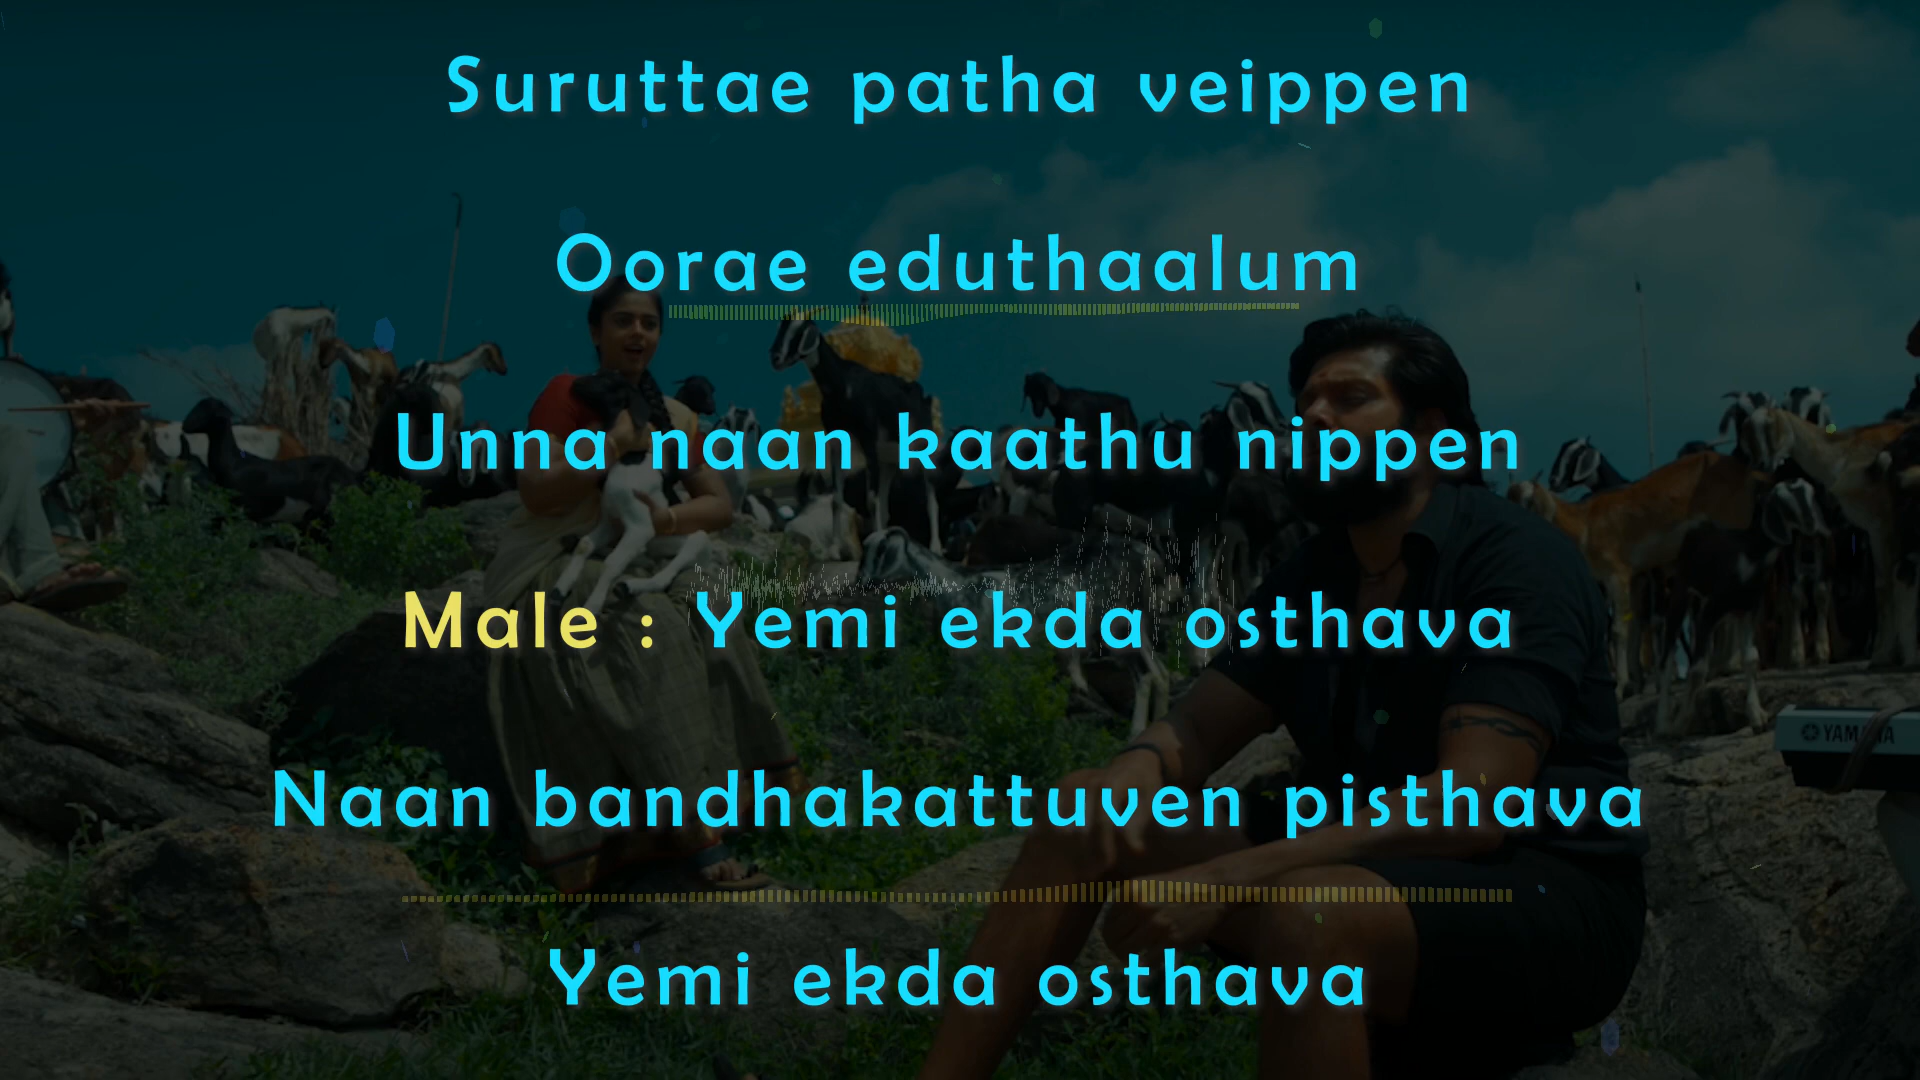 Suruttae patha veippen
Oorae eduthaalum
Unna naan kaathu nippen
Male : Yemi ekda osthava
Naan bandhakattuven pisthava
YAMAHA
Yemi ekda osthava